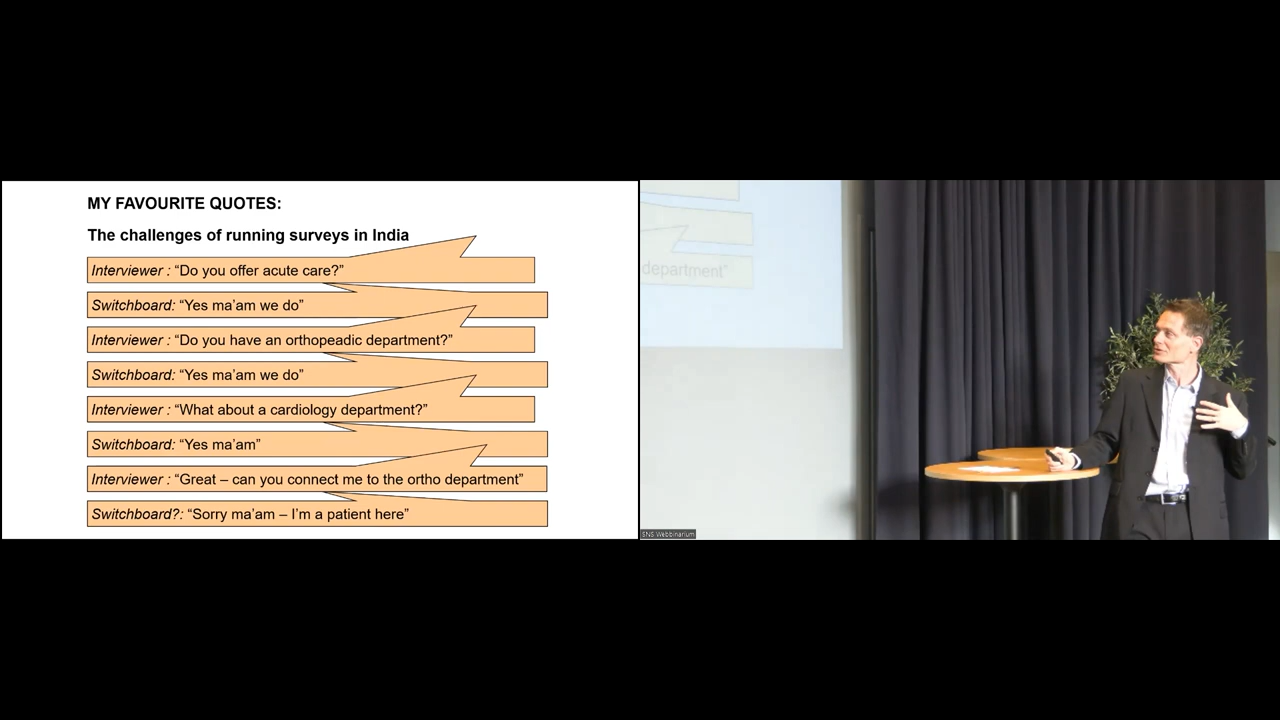 MY FAVOURITE QUOTES:
The challenges of running surveys in India
Interviewer : “Do you offer acute care?”
Switchboard: “Yes ma’am we do”
Interviewer : “Do you have an orthopeadic department?”
Switchboard: “Yes ma’am we do”
Interviewer : “What about a cardiology department?”
Switchboard: “Yes ma’am”
Interviewer : “Great – can you connect me to the ortho department”
Switchboard?: “Sorry ma’am – I’m a patient here”
department”
SNS Webbinarium